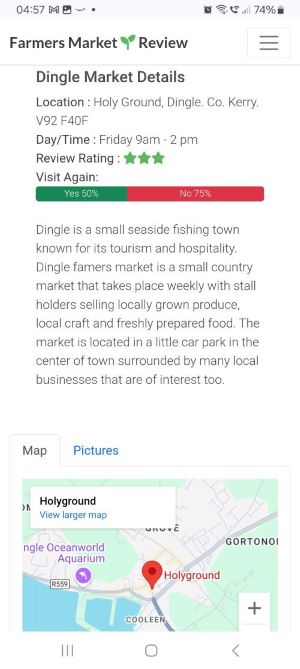 04:57
74%
Farmers Market Review
Dingle Market Details
Location : Holy Ground, Dingle. Co. Kerry.
V92 F40F
Day/Time : Friday 9am - 2 pm
Review Rating :
Visit Again:
Yes 50% No 75%
Dingle is a small seaside fishing town
known for its tourism and hospitality.
Dingle famers market is a small country
market that takes place weekly with stall
holders selling locally grown produce,
local craft and freshly prepared food. The
market is located in a little car park in the
center of town surrounded by many local
businesses that are of interest too.
Map Pictures
Holyground
View larger map
GROVE
GORTONO
ngle Oceanworld
Aquarium
Holyground
R559
COOLEEN
+